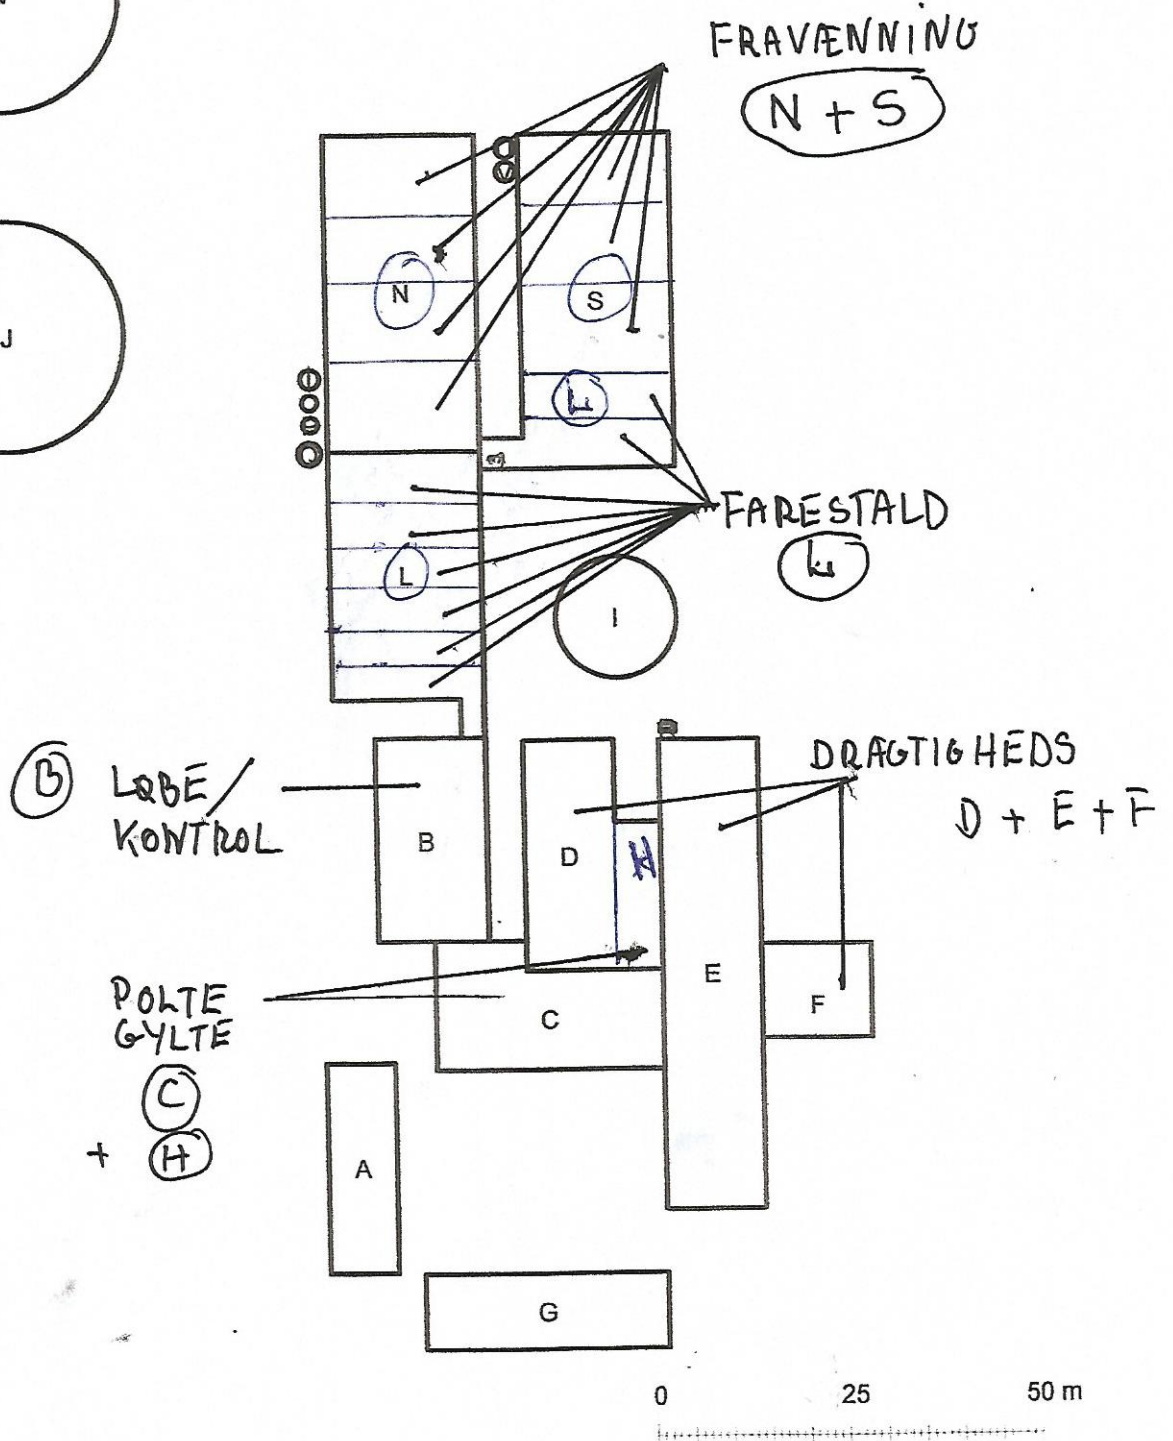 FRAVÆNNING
N + S
N
S
J
L
FARESTALD
L
L
I
B
LØBE/
KONTROL
DRÆGTIGHEDS
D + E + F
B
D
H
E
F
C
POLTE
GYLTE
C
+ H
A
G
0 25 50 m